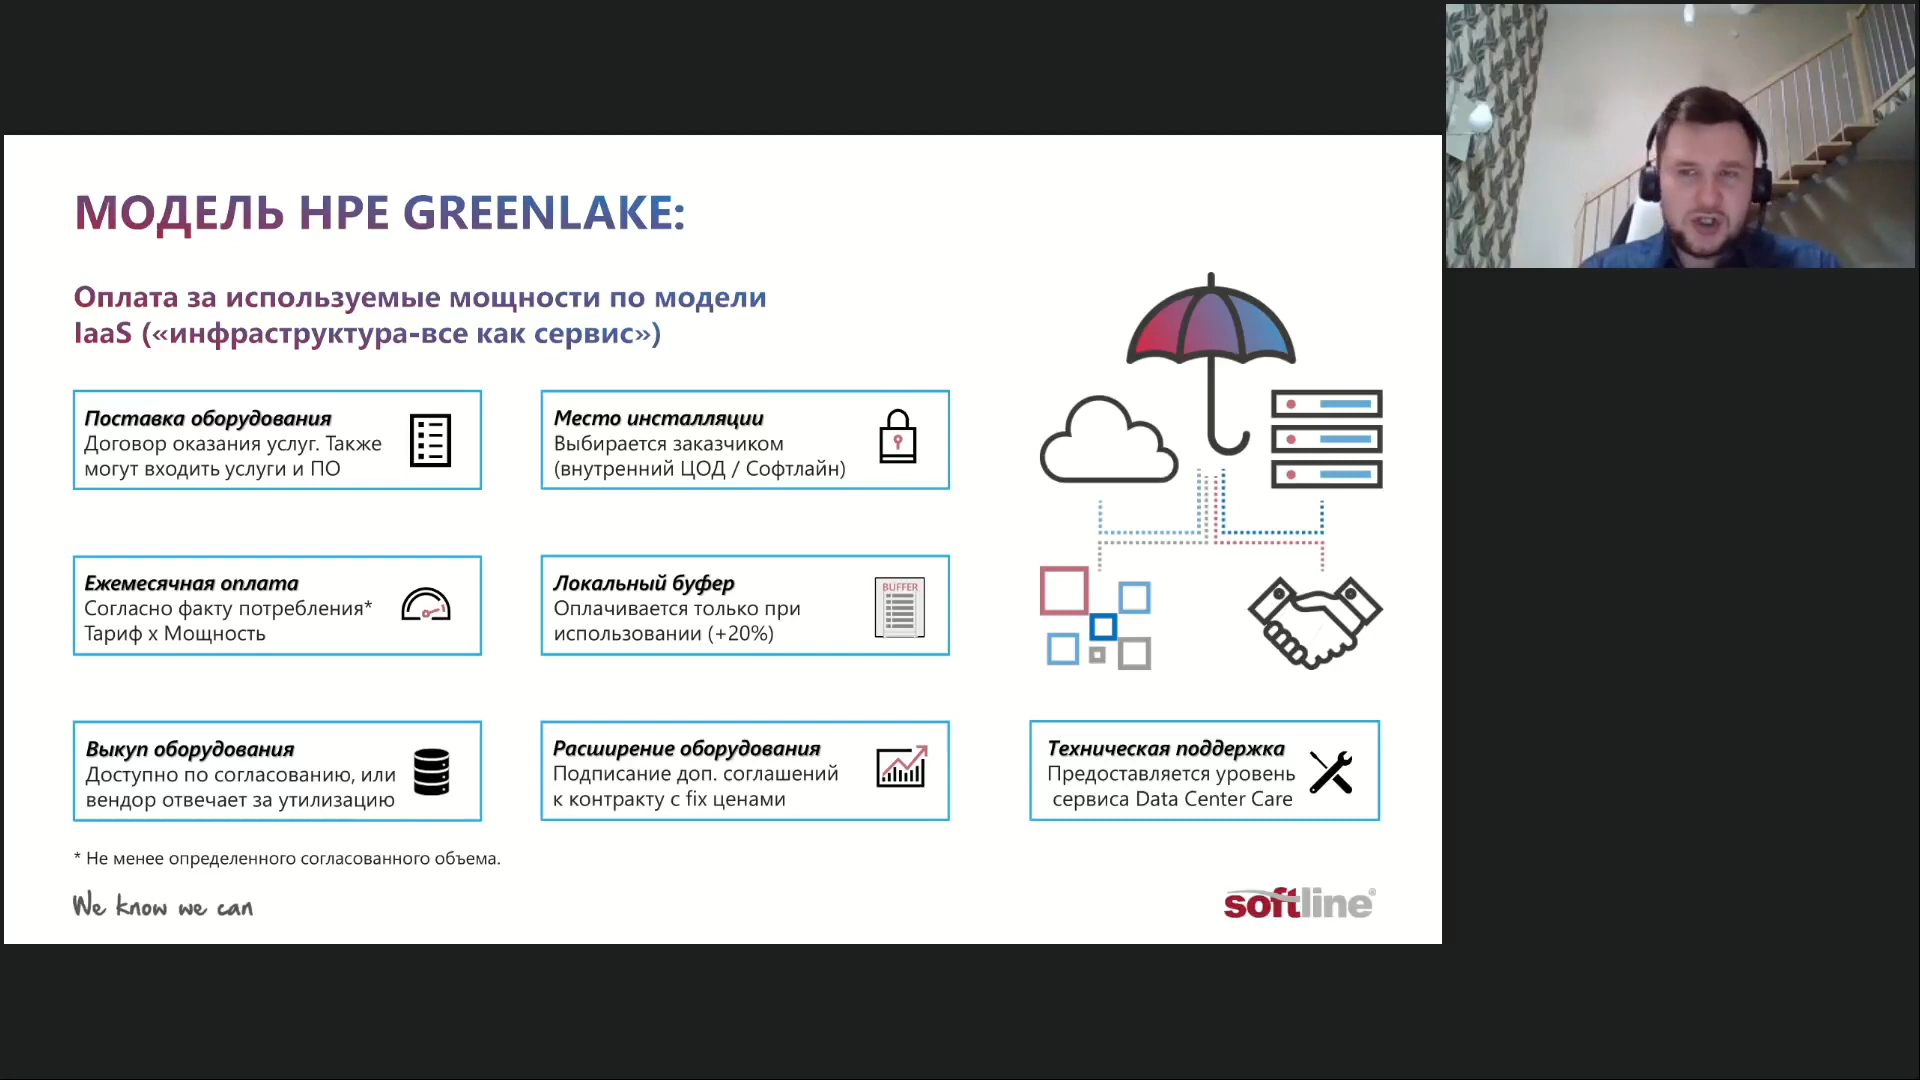 МОДЕЛЬ HPE GREENLAKE:
Оплата за используемые мощности по модели
IaaS («инфраструктура-все как сервис»)
Поставка оборудования
Договор оказания услуг. Также
могут входить услуги и ПО
Место инсталляции
Выбирается заказчиком
(внутренний ЦОД / Софтлайн)
Ежемесячная оплата
Согласно факту потребления*
Тариф х Мощность
Локальный буфер
Оплачивается только при
использовании (+20%)
BUFFER
Выкуп оборудования
Доступно по согласованию, или
вендор отвечает за утилизацию
Расширение оборудования
Подписание доп. соглашений
к контракту с fix ценами
Техническая поддержка
Предоставляется уровень
сервиса Data Center Care
* Не менее определенного согласованного объема.
We know we can
softline®